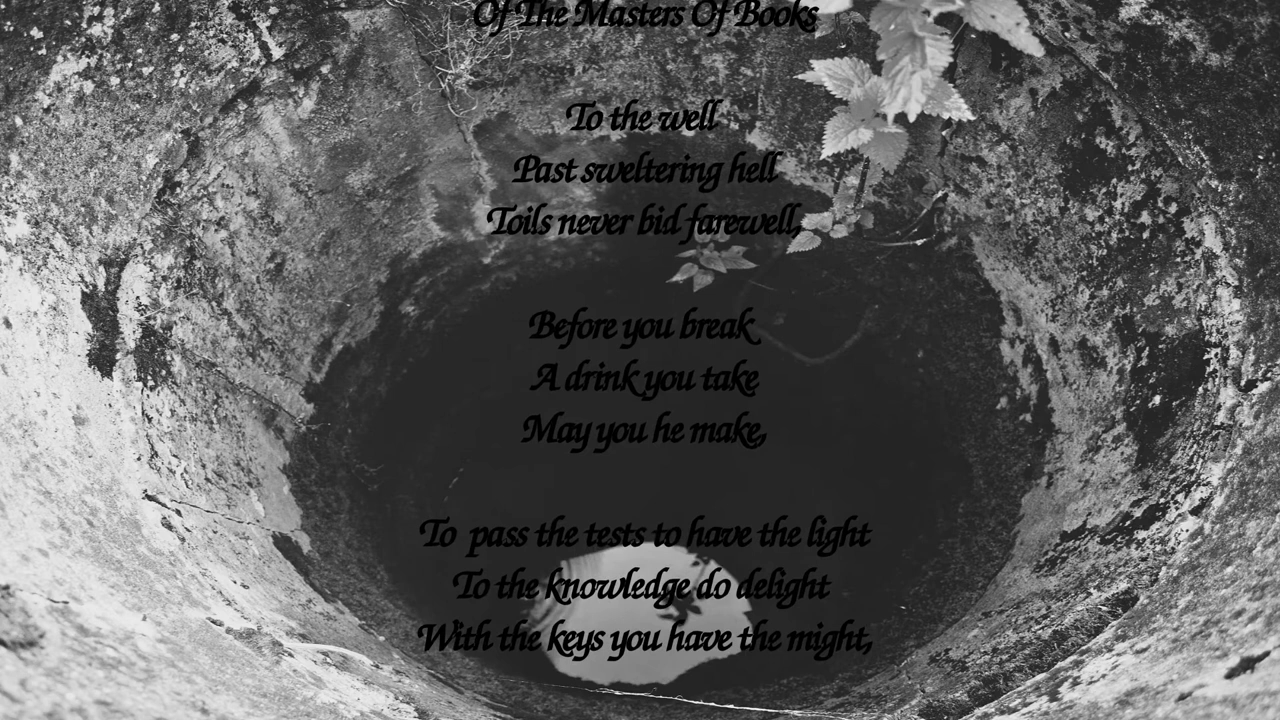 Of The Masters Of Books
To the well
Past sweltering hell
Toils never bid farewell,
Before you break
A drink you take
May you he make,
To pass the tests to have the light
To the knowledge do delight
With the keys you have the might,